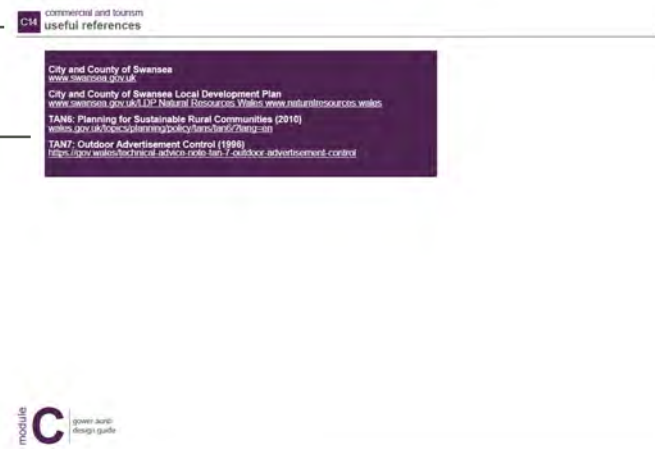 C14
commercial and tourism
useful references
City and County of Swansea
www.swansea.gov.uk
City and County of Swansea Local Development Plan
www.swansea.gov.uk/LDP Natural Resources Wales www.naturalresources.wales
TAN6: Planning for Sustainable Rural Communities (2010)
wales.gov.uk/topics/planning/policy/tans/tan6/?lang=en
TAN7: Outdoor Advertisement Control (1996)
https://gov.wales/technical-advice-note-tan-7-outdoor-advertisement-control
module
C
gower aonb
design guide